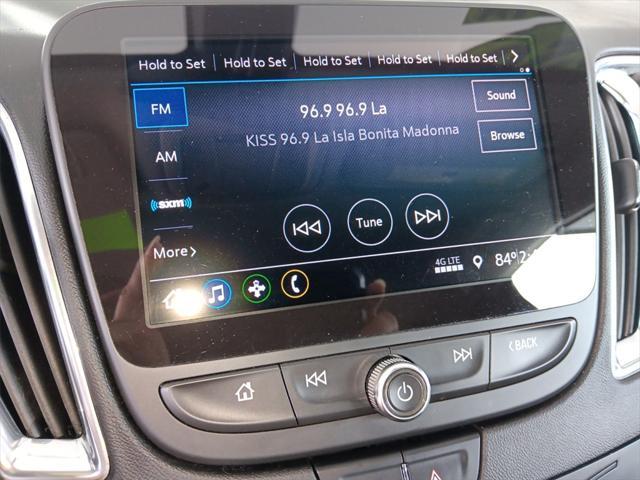 Hold to Set Hold to Set Hold to Set Hold to Set Hold to Set
FM
96.9 96.9 La
Sound
KISS 96.9 La Isla Bonita Madonna
Browse
AM
sxm
Tune
More
4G LTE
84°
BACK